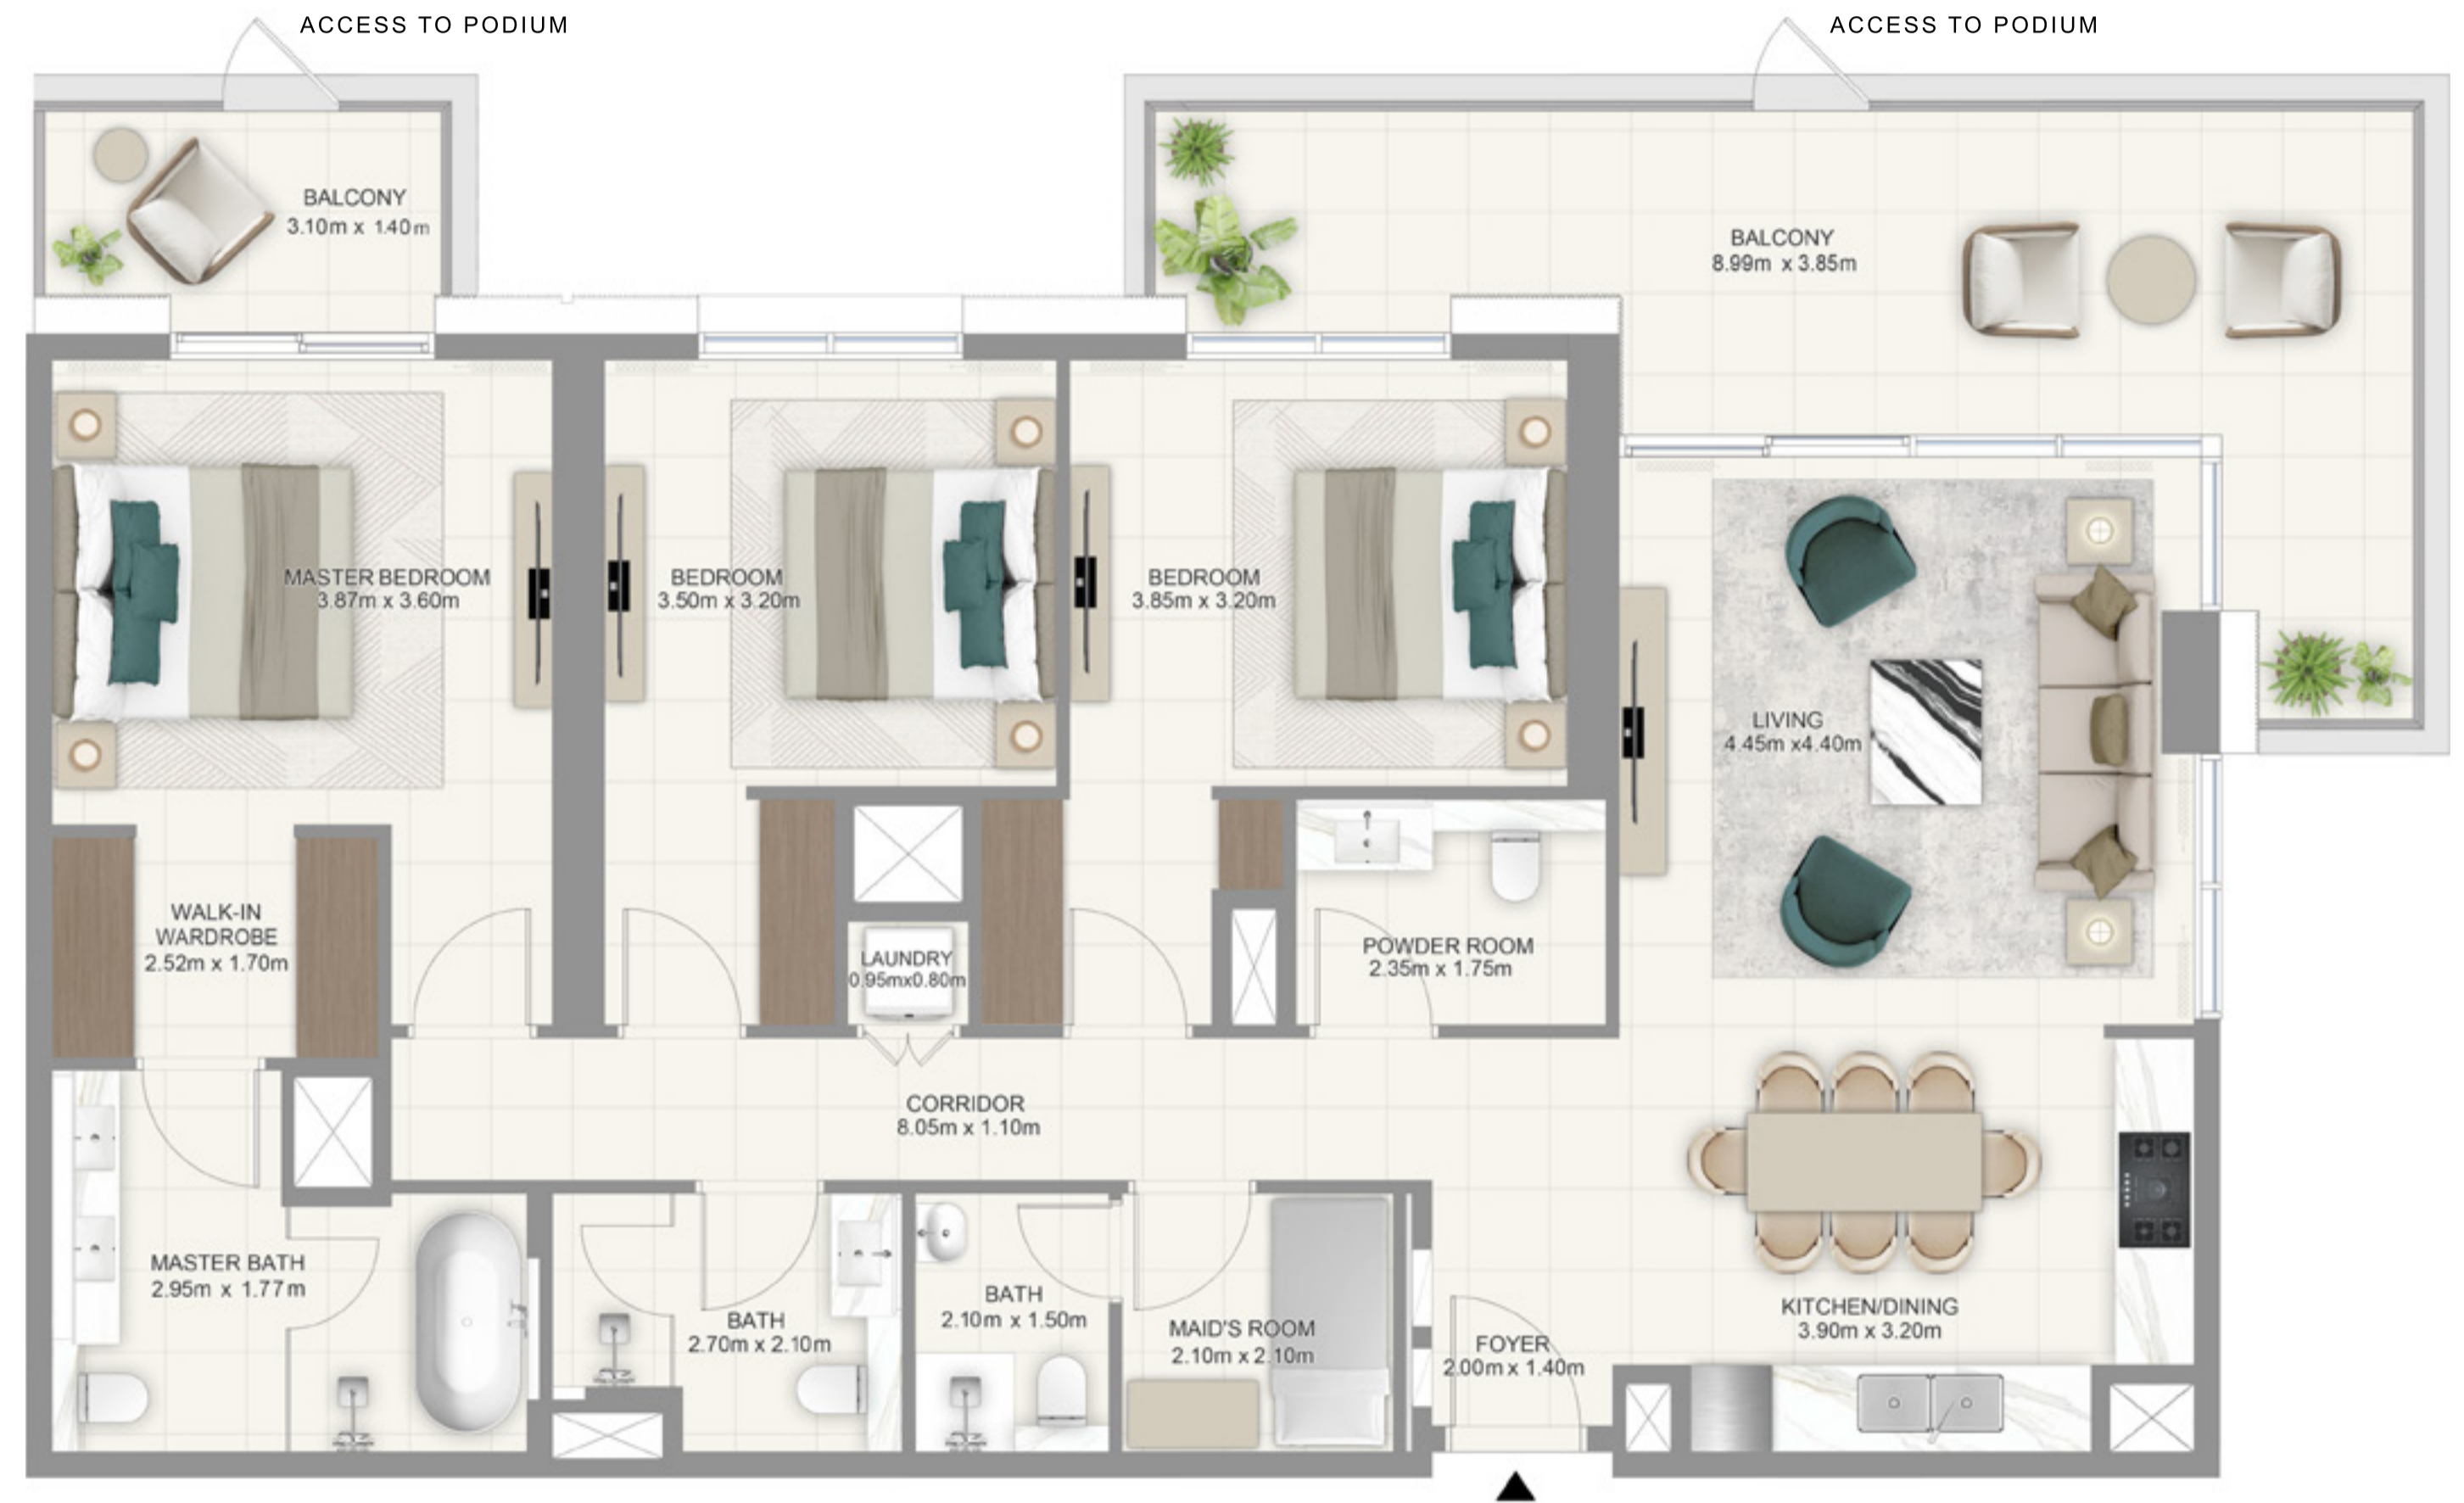 ACCESS TO PODIUM
ACCESS TO PODIUM
BALCONY
3.10m x 1.40m
BALCONY
8.99m x 3.85m
MASTER BEDROOM
3.87m x 3.60m
BEDROOM
3.50m x 3.20m
BEDROOM
3.85m x 3.20m
LIVING
4.45m x4.40m
WALK-IN
WARDROBE
2.52m x 1.70m
LAUNDRY
0.95mx0.80m
POWDER ROOM
2.35m x 1.75m
CORRIDOR
8.05m x 1.10m
MASTER BATH
2.95m x 1.77m
BATH
2.70m x 2.10m
BATH
2.10m x 1.50m
MAID'S ROOM
2.10m x 2.10m
FOYER
2.00m x 1.40m
KITCHEN/DINING
3.90m x 3.20m